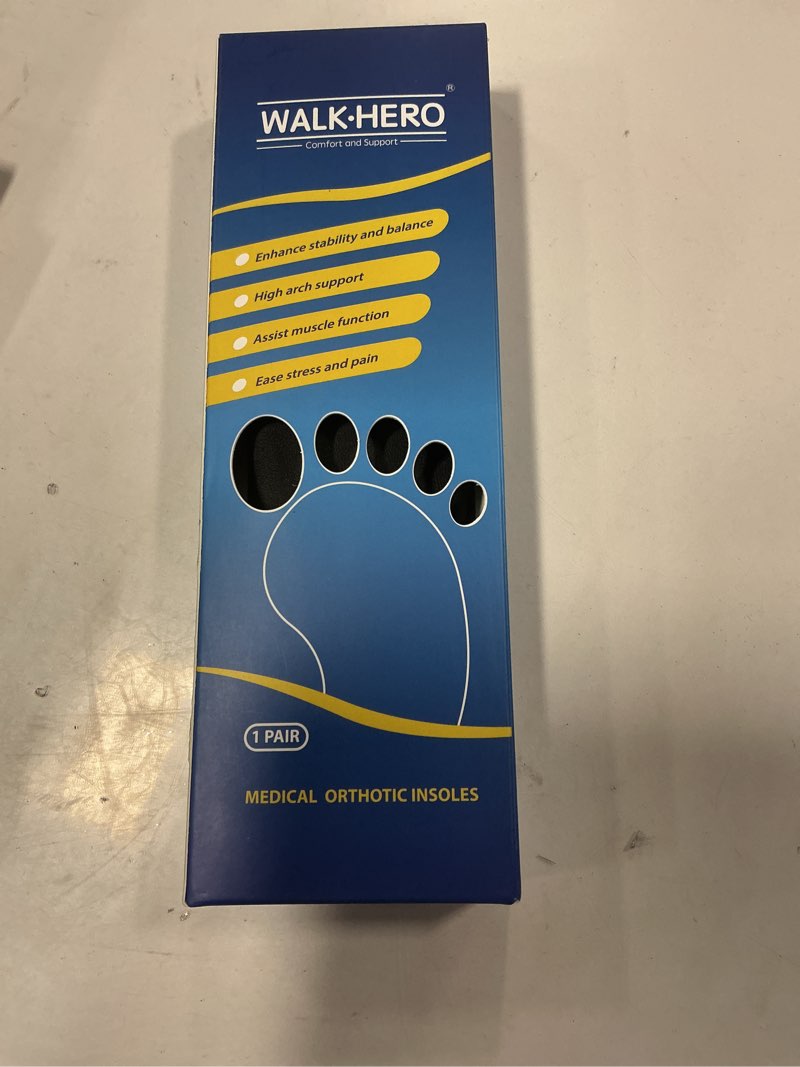 WALK·HERO®
Comfort and Support
Enhance stability and balance
High arch support
Assist muscle function
Ease stress and pain
1 PAIR
MEDICAL ORTHOTIC INSOLES